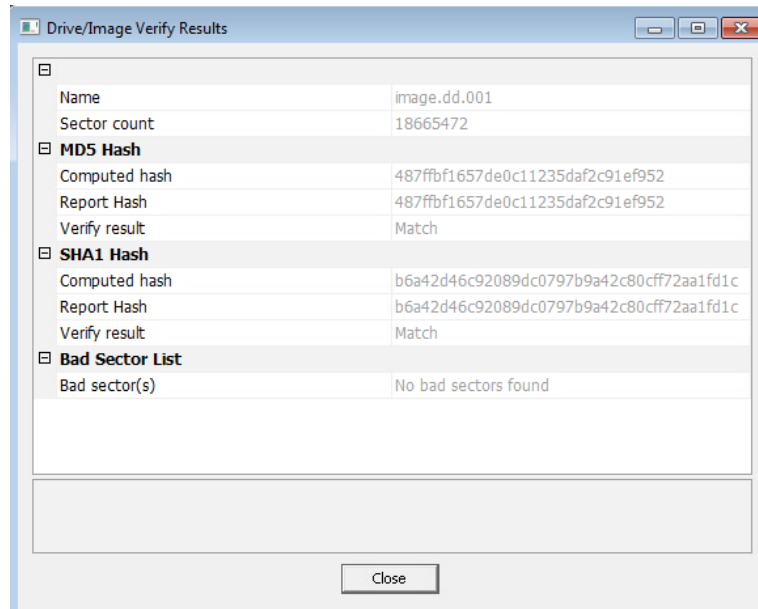 Drive/Image Verify Results
Name image.dd.001
Sector count 18665472
MD5 Hash
Computed hash 487ffbf1657de0c11235daf2c91ef952
Report Hash 487ffbf1657de0c11235daf2c91ef952
Verify result Match
SHA1 Hash
Computed hash b6a42d46c92089dc0797b9a42c80cff72aa1fd1c
Report Hash b6a42d46c92089dc0797b9a42c80cff72aa1fd1c
Verify result Match
Bad Sector List
Bad sector(s) No bad sectors found
Close